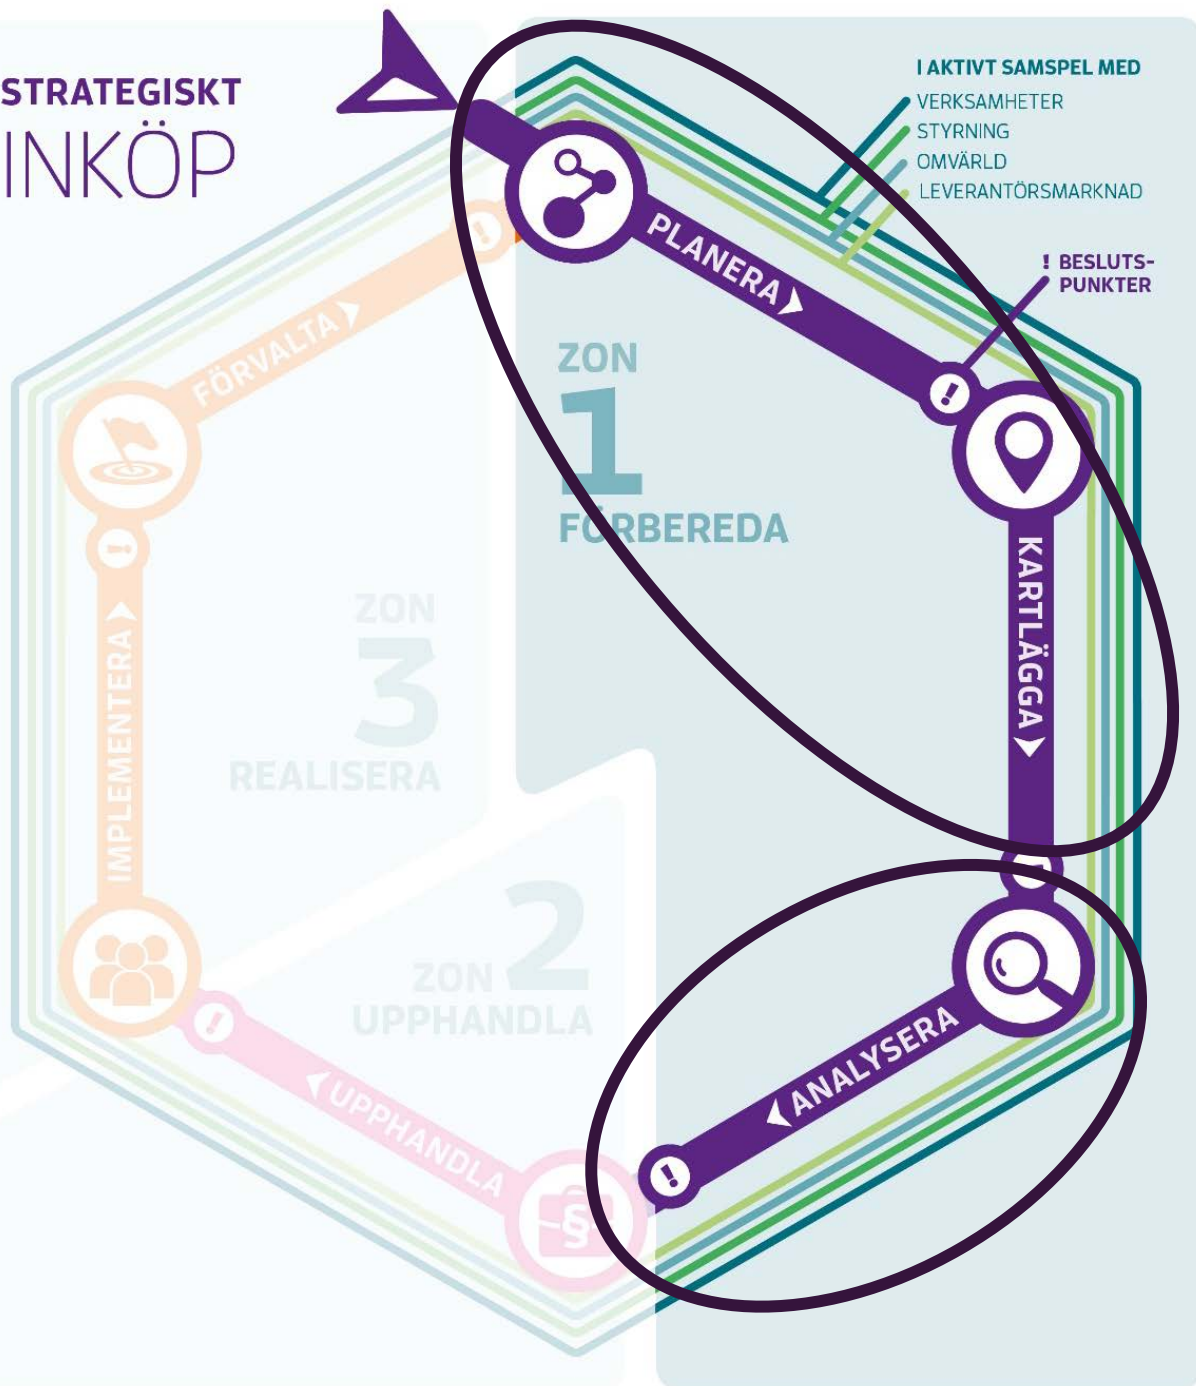 STRATEGISKT
INKÖP
I AKTIVT SAMSPEL MED
VERKSAMHETER
STYRNING
OMVÄRLD
LEVERANTÖRSMARKNAD
! BESLUTS-
PUNKTER
PLANERA
!
ZON
1
FÖRBEREDA
KARTLÄGGA
ANALYSERA
!
ZON
2
UPPHANDLA
UPPHANDLA
§
!
ZON
3
REALISERA
IMPLEMENTERA
!
FÖRVALTA
!